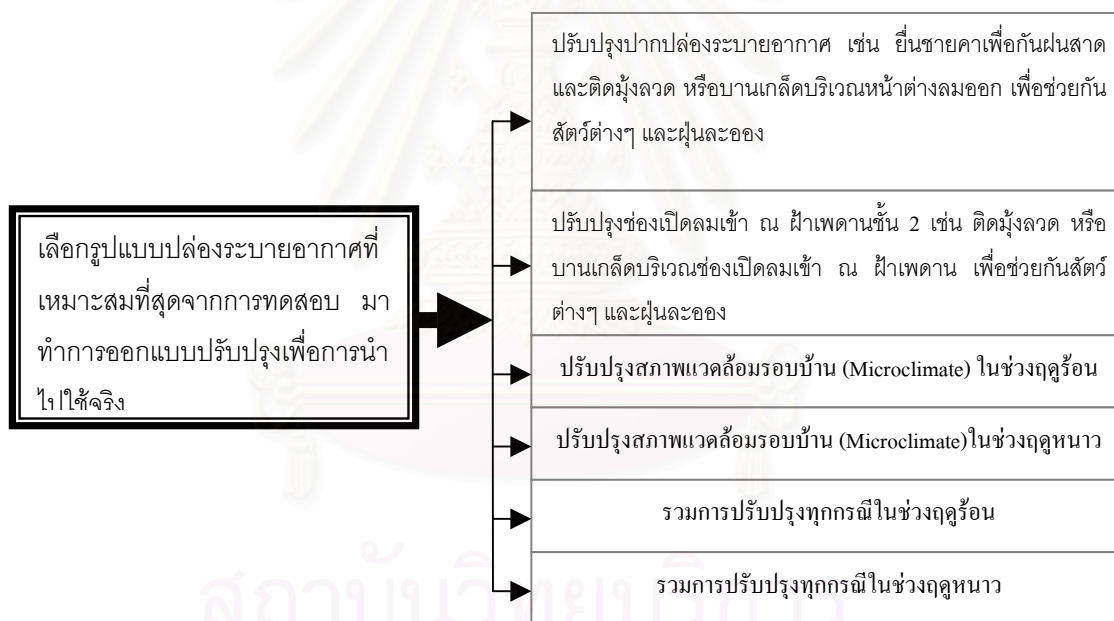 ปรับปรุงปากปล่องระบายอากาศ เช่น ยื่นชายคาเพื่อกันฝนสาด
และติดมุ้งลวด หรือบานเกล็ดบริเวณหน้าต่างลมออก เพื่อช่วยกัน
สัตว์ต่างๆ และฝุ่นละออง
เลือกรูปแบบปล่องระบายอากาศที่
เหมาะสมที่สุดจากการทดสอบ มา
ทำการออกแบบปรับปรุงเพื่อการนำ
ไปใช้จริง
ปรับปรุงช่องเปิดลมเข้า ณ ฝ้าเพดานชั้น 2 เช่น ติดมุ้งลวด หรือ
บานเกล็ดบริเวณช่องเปิดลมเข้า ณ ฝ้าเพดาน เพื่อช่วยกันสัตว์
ต่างๆ และฝุ่นละออง
ปรับปรุงสภาพแวดล้อมรอบบ้าน (Microclimate) ในช่วงฤดูร้อน
ปรับปรุงสภาพแวดล้อมรอบบ้าน (Microclimate)ในช่วงฤดูหนาว
รวมการปรับปรุงทุกกรณีในช่วงฤดูร้อน
รวมการปรับปรุงทุกกรณีในช่วงฤดูหนาว
สถาบันวิทยบริการ